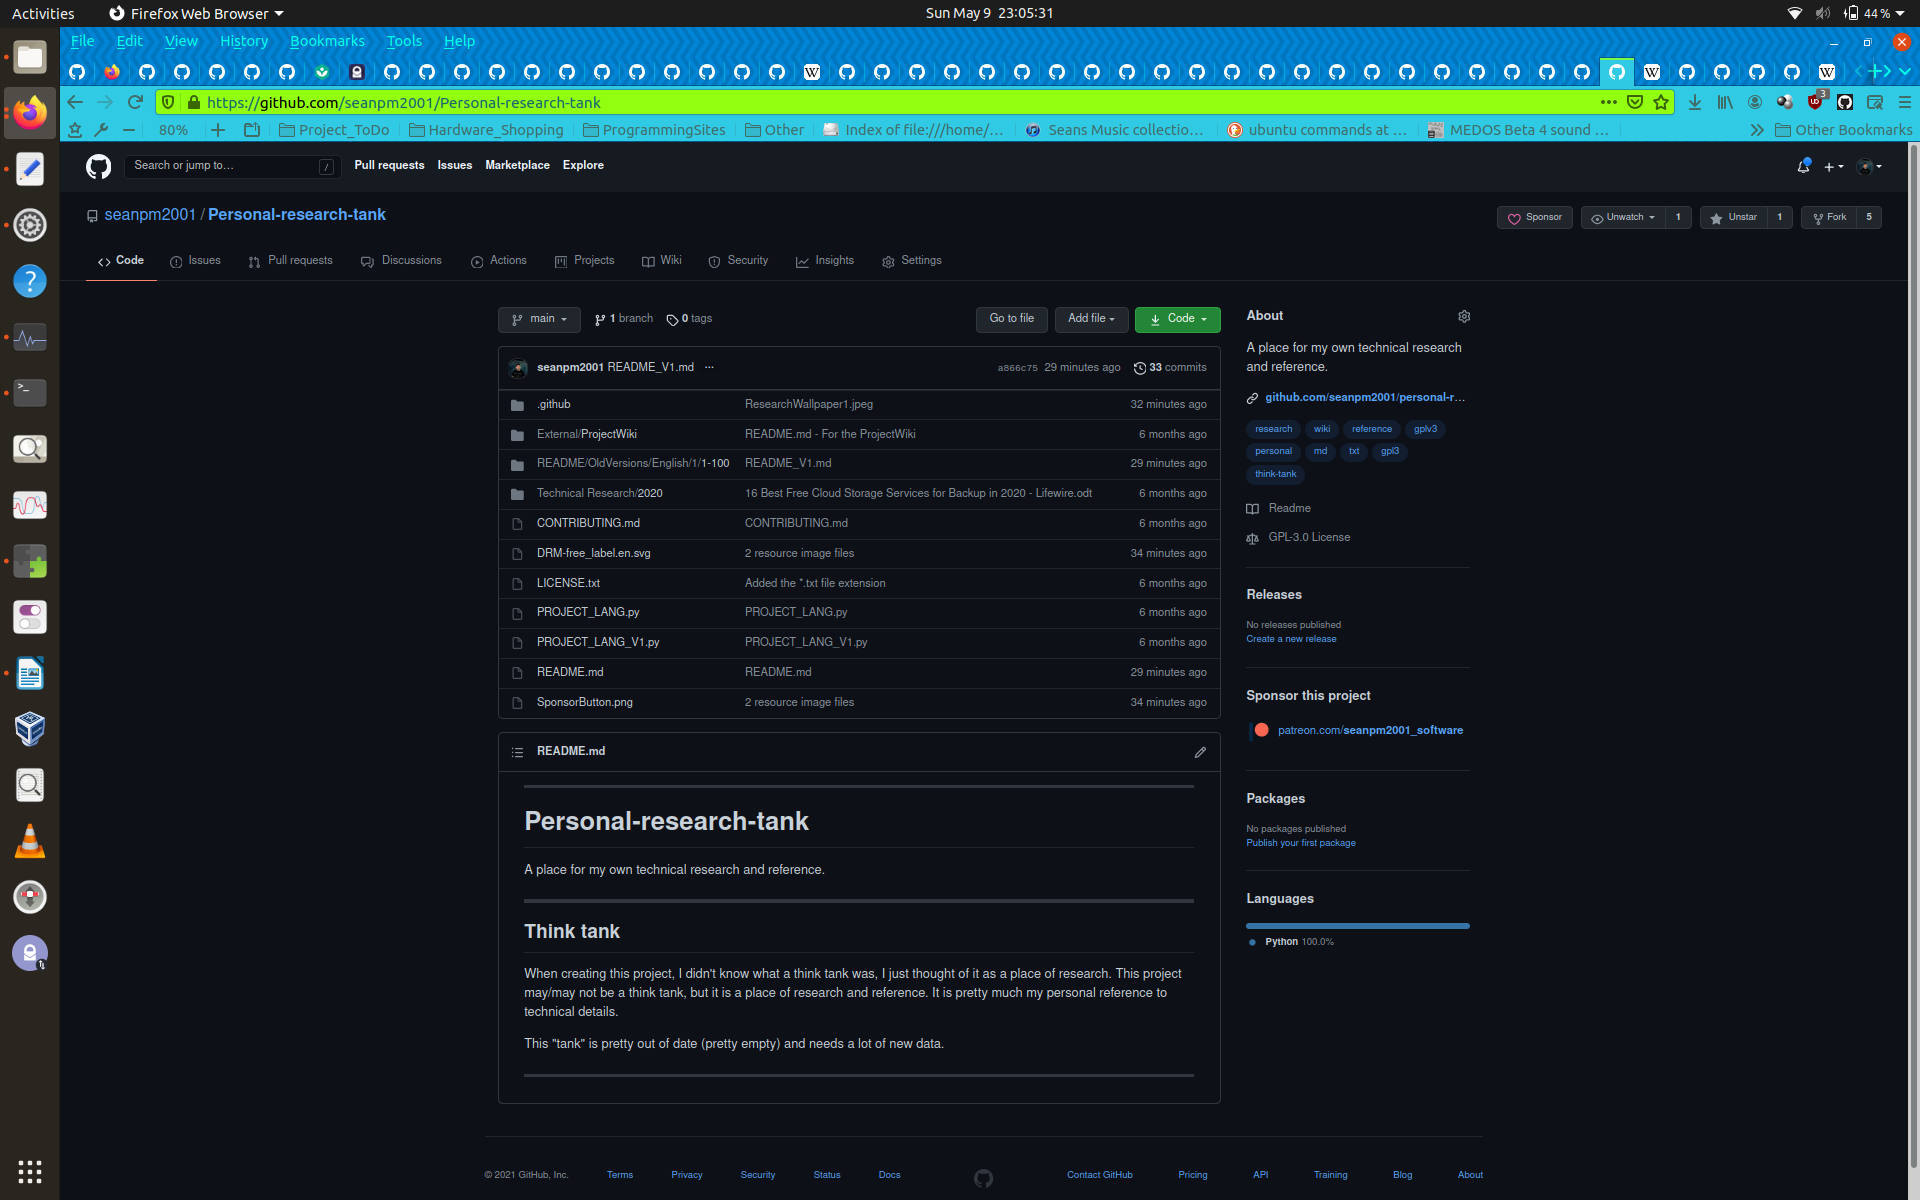 Activities Firefox Web Browser Sun May 9 23:05:31 44 %
File Edit View History Bookmarks Tools Help
https://github.com/seanpm2001/Personal-research-tank 3
80% Project_ToDo Hardware_Shopping ProgrammingSites Other Index of file:///home/... Seans Music collectio... ubuntu commands at ... MEDOS Beta 4 sound ... Other Bookmarks
Search or jump to... / Pull requests Issues Marketplace Explore
seanpm2001 / Personal-research-tank Sponsor Unwatch 1 Unstar 1 Fork 5
Code Issues Pull requests Discussions Actions Projects Wiki Security Insights Settings
main 1 branch 0 tags Go to file Add file Code
seanpm2001 README_V1.md ... a866c75 29 minutes ago 33 commits
.github ResearchWallpaper1.jpeg 32 minutes ago
External/ProjectWiki README.md - For the ProjectWiki 6 months ago
README/OldVersions/English/1/1-100 README_V1.md 29 minutes ago
Technical Research/2020 16 Best Free Cloud Storage Services for Backup in 2020 - Lifewire.odt 6 months ago
CONTRIBUTING.md CONTRIBUTING.md 6 months ago
DRM-free_label.en.svg 2 resource image files 34 minutes ago
LICENSE.txt Added the *.txt file extension 6 months ago
PROJECT_LANG.py PROJECT_LANG.py 6 months ago
PROJECT_LANG_V1.py PROJECT_LANG_V1.py 6 months ago
README.md README.md 29 minutes ago
SponsorButton.png 2 resource image files 34 minutes ago
README.md
Personal-research-tank
A place for my own technical research and reference.
Think tank
When creating this project, I didn't know what a think tank was, I just thought of it as a place of research. This project
may/may not be a think tank, but it is a place of research and reference. It is pretty much my personal reference to
technical details.
This "tank" is pretty out of date (pretty empty) and needs a lot of new data.
About
A place for my own technical research
and reference.
github.com/seanpm2001/personal-r...
research wiki reference gplv3
personal md txt gpl3
think-tank
Readme
GPL-3.0 License
Releases
No releases published
Create a new release
Sponsor this project
patreon.com/seanpm2001_software
Packages
No packages published
Publish your first package
Languages
Python 100.0%
© 2021 GitHub, Inc. Terms Privacy Security Status Docs Contact GitHub Pricing API Training Blog About